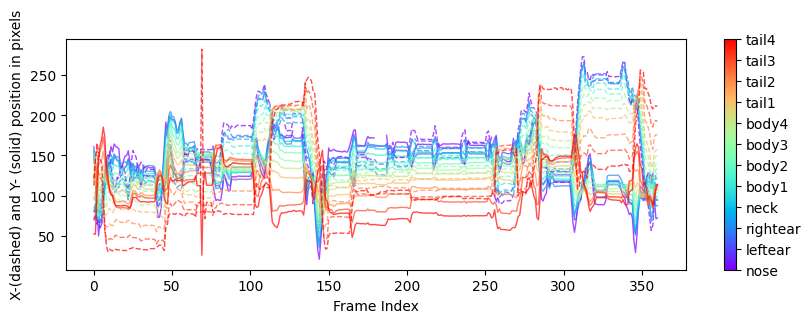 X-(dashed) and Y- (solid) position in pixels
250
200
150
100
50
0
50
100
150
200
250
300
350
Frame Index
tail4
tail3
tail2
tail1
body4
body3
body2
body1
neck
rightear
leftear
nose